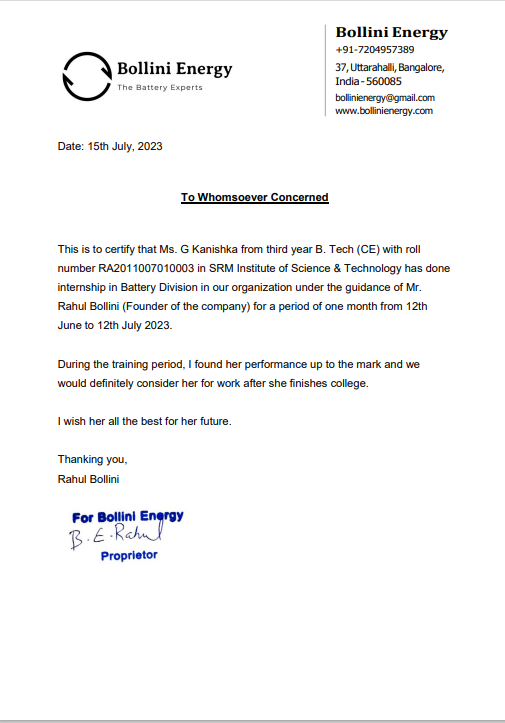 Bollini Energy
The Battery Experts
Bollini Energy
+91-7204957389
37, Uttarahalli, Bangalore,
India - 560085
bollinienergy@gmail.com
www.bollinienergy.com
Date: 15th July, 2023
To Whomsoever Concerned
This is to certify that Ms. G Kanishka from third year B. Tech (CE) with roll
number RA2011007010003 in SRM Institute of Science & Technology has done
internship in Battery Division in our organization under the guidance of Mr.
Rahul Bollini (Founder of the company) for a period of one month from 12th
June to 12th July 2023.
During the training period, I found her performance up to the mark and we
would definitely consider her for work after she finishes college.
I wish her all the best for her future.
Thanking you,
Rahul Bollini
For Bollini Energy
B. E. Rahul
Proprietor